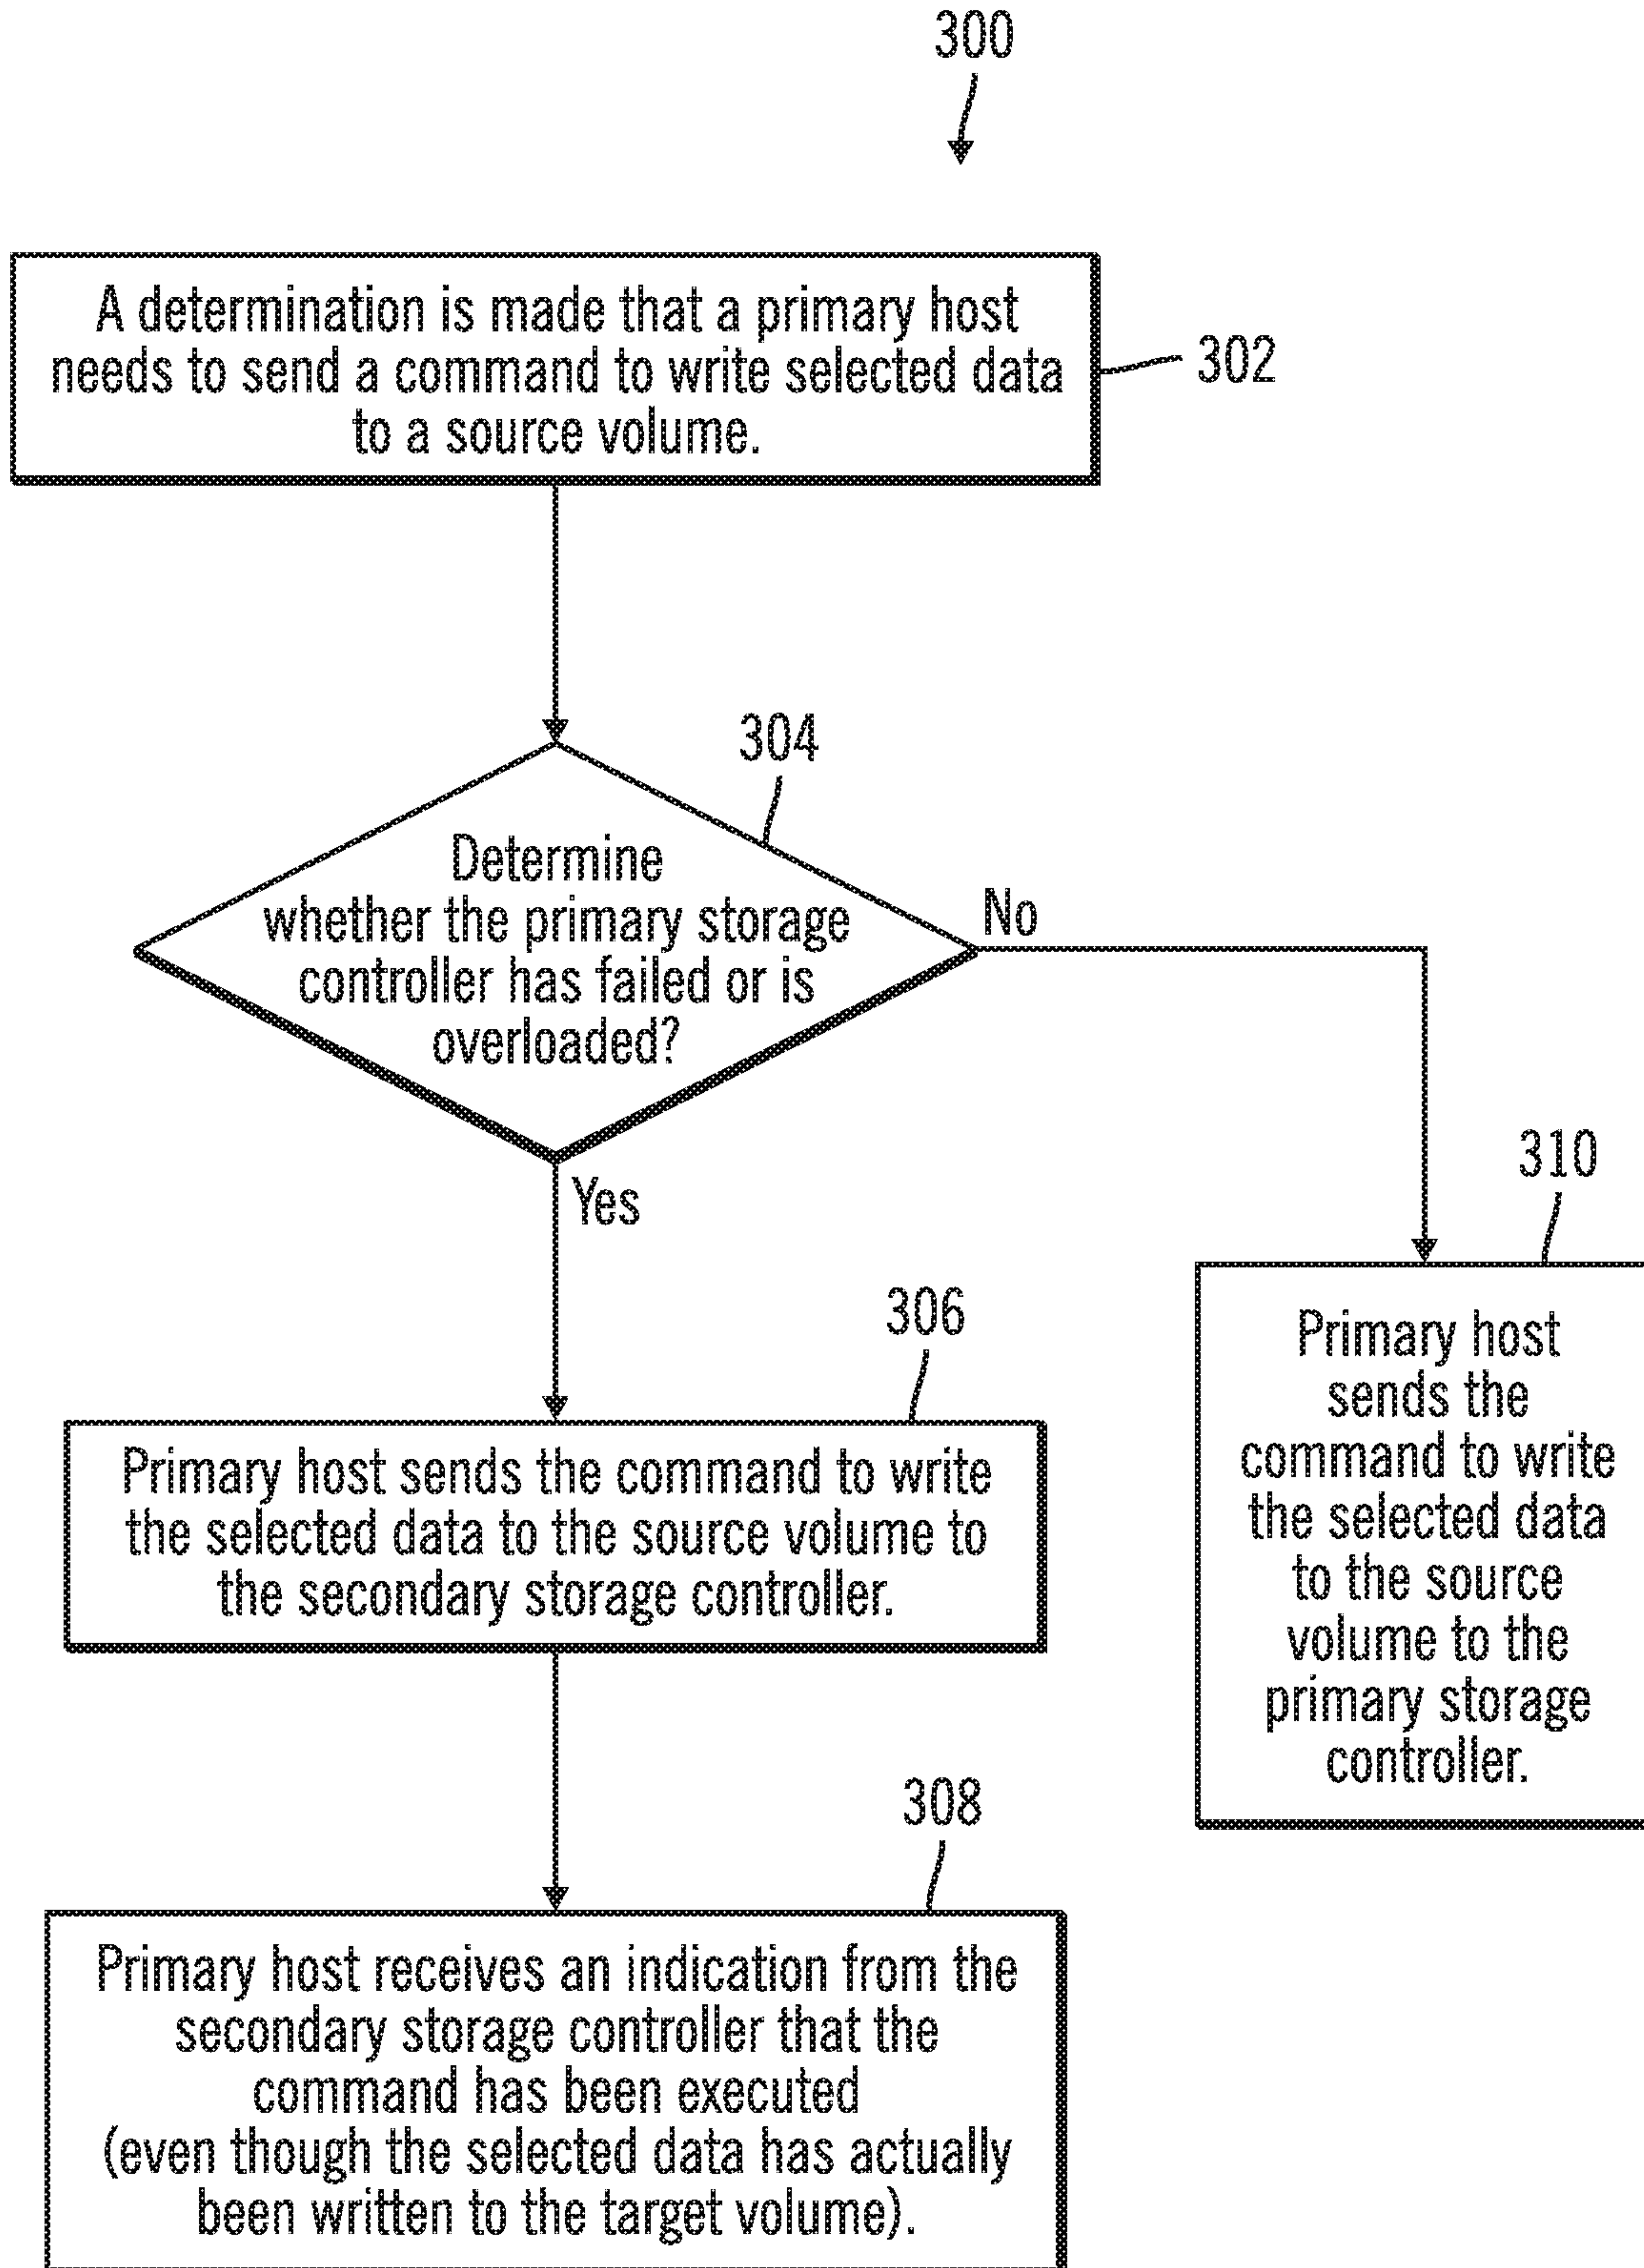 300
A determination is made that a primary host
needs to send a command to write selected data
to a source volume.
302
304
Determine
whether the primary storage
controller has failed or is
overloaded?
No
Yes
306
Primary host sends the command to write
the selected data to the source volume to
the secondary storage controller.
310
Primary host
sends the
command to write
the selected data
to the source
volume to the
primary storage
controller.
308
Primary host receives an indication from the
secondary storage controller that the
command has been executed
(even though the selected data has actually
been written to the target volume).